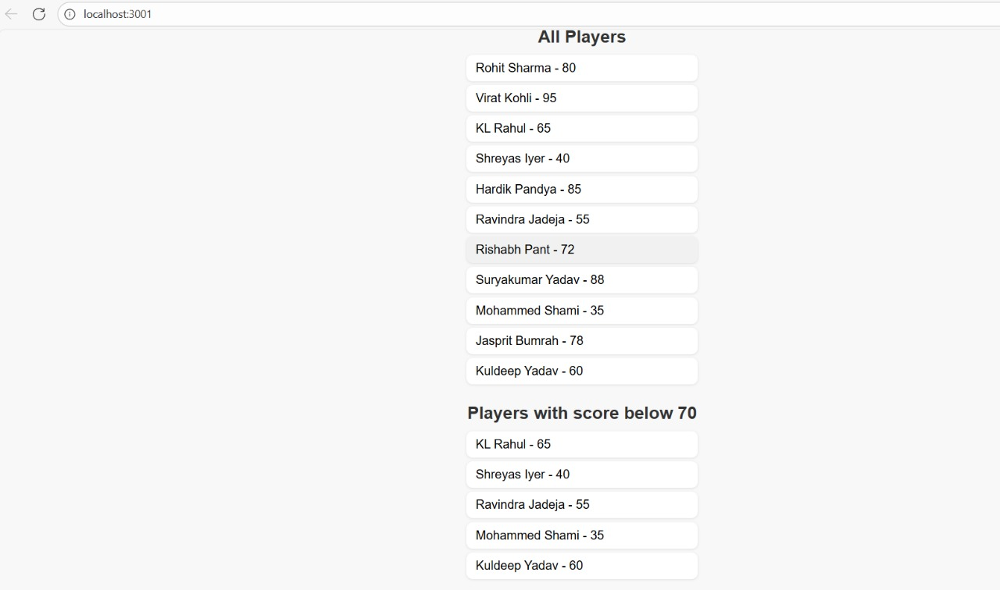 localhost:3001
All Players
Rohit Sharma - 80
Virat Kohli - 95
KL Rahul - 65
Shreyas Iyer - 40
Hardik Pandya - 85
Ravindra Jadeja - 55
Rishabh Pant - 72
Suryakumar Yadav - 88
Mohammed Shami - 35
Jasprit Bumrah - 78
Kuldeep Yadav - 60
Players with score below 70
KL Rahul - 65
Shreyas Iyer - 40
Ravindra Jadeja - 55
Mohammed Shami - 35
Kuldeep Yadav - 60